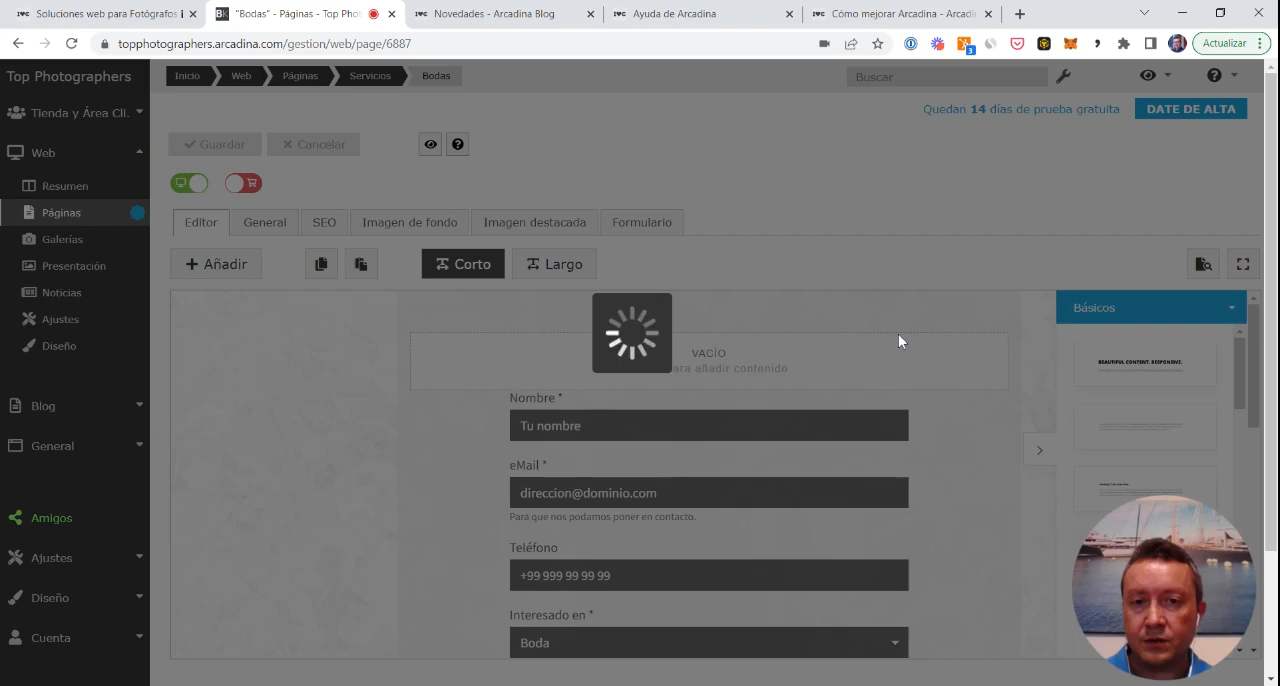 Soluciones web para Fotógrafos
"Bodas" - Páginas - Top Phot
Novedades - Arcadina Blog
Ayuda de Arcadina
Cómo mejorar Arcadina - Arcadi
topphotographers.arcadina.com/gestion/web/page/6887
3
Actualizar
Top Photographers
Inicio
Web
Páginas
Servicios
Bodas
Buscar
Tienda y Área Cli.
Quedan 14 días de prueba gratuita
DATE DE ALTA
Guardar
Cancelar
Web
Resumen
Páginas
Galerías
Presentación
Noticias
Ajustes
Diseño
Editor
General
SEO
Imagen de fondo
Imagen destacada
Formulario
Añadir
Corto
Largo
Básicos
VACÍO
ara añadir contenido
BEAUTIFUL CONTENT. RESPONSIVE.
Nombre *
Tu nombre
eMail *
direccion@dominio.com
Para que nos podamos poner en contacto.
Teléfono
+99 999 99 99 99
Interesado en *
Boda
Blog
General
Amigos
Ajustes
Diseño
Cuenta